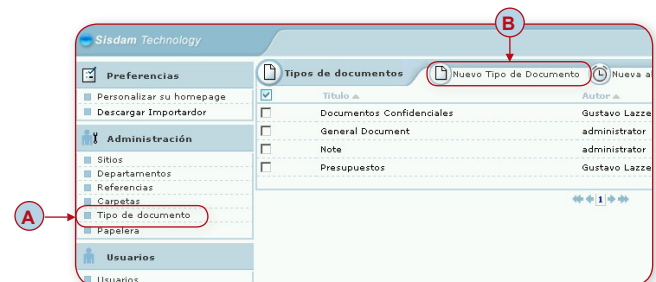 B
Sisdam Technology
Preferencias
Personalizar su homepage
Descargar Importardor
Administración
Sitios
Departamentos
Referencias
Carpetas
Tipo de documento
Papelera
Usuarios
Usuarios
A
Tipos de documentos
Nuevo Tipo de Documento
Nueva a
Titulo
Autor
Documentos Confidenciales
Gustavo Lazze
General Document
administrator
Note
administrator
Presupuestos
Gustavo Lazze
1